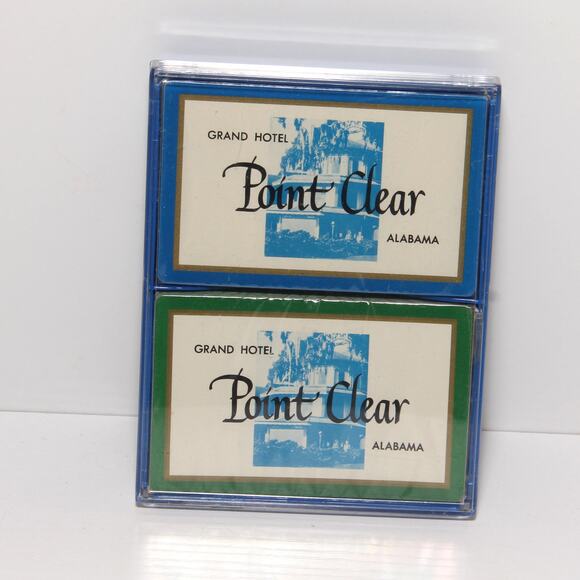 GRAND HOTEL
Point Clear
ALABAMA
GRAND HOTEL
Point Clear
ALABAMA